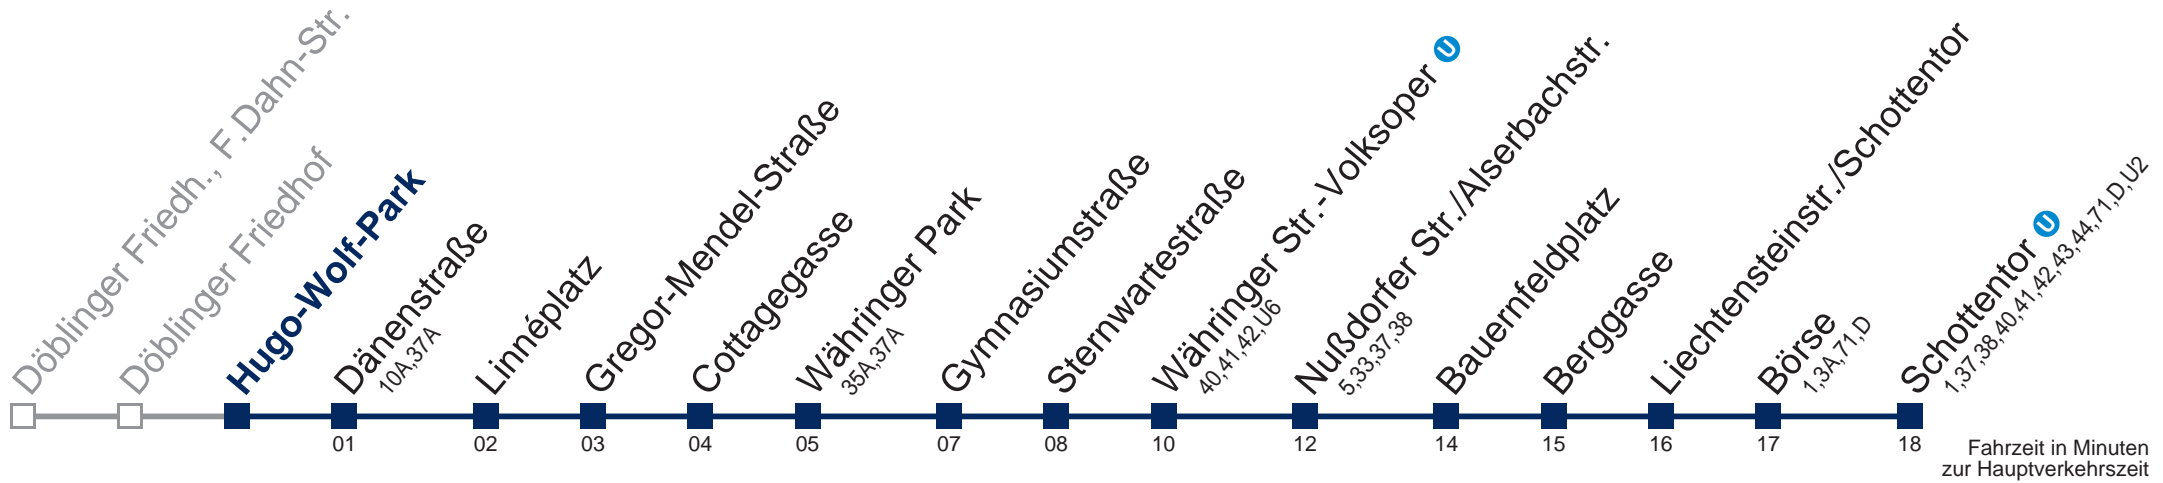 Döblinger Friedh., F.Dahn-Str.
Döblinger Friedhof
Hugo-Wolf-Park
Dänenstraße
10A,37A
Linnéplatz
Gregor-Mendel-Straße
Cottagegasse
Währinger Park
35A,37A
Gymnasiumstraße
Sternwartestraße
Währinger Str.-Volksoper U
40,41,42,U6
Nußdorfer Str./Alserbachstr.
5,33,37,38
Bauernfeldplatz
Berggasse
Liechtensteinstr./Schottentor
Börse
1,3A,71,D
Schottentor U
1,37,38,40,41,42,43,44,71,D,U2
01 02 03 04 05 07 08 10 12 14 15 16 17 18
Fahrzeit in Minuten
zur Hauptverkehrszeit